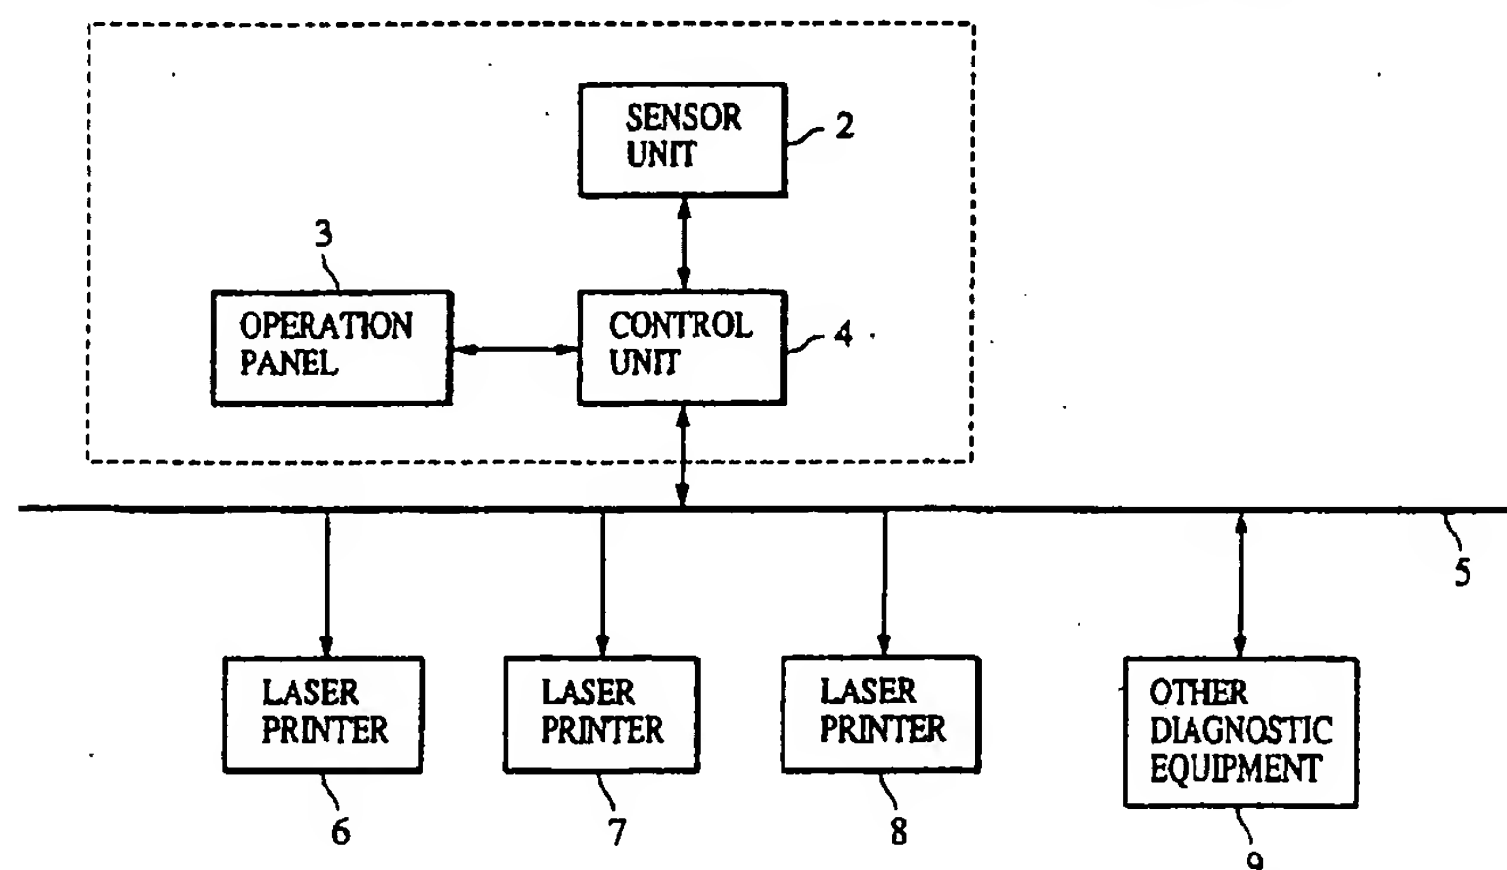 SENSOR
UNIT
2
3
OPERATION
PANEL
CONTROL
UNIT
4
5
LASER
PRINTER
LASER
PRINTER
LASER
PRINTER
OTHER
DIAGNOSTIC
EQUIPMENT
6
7
8
9